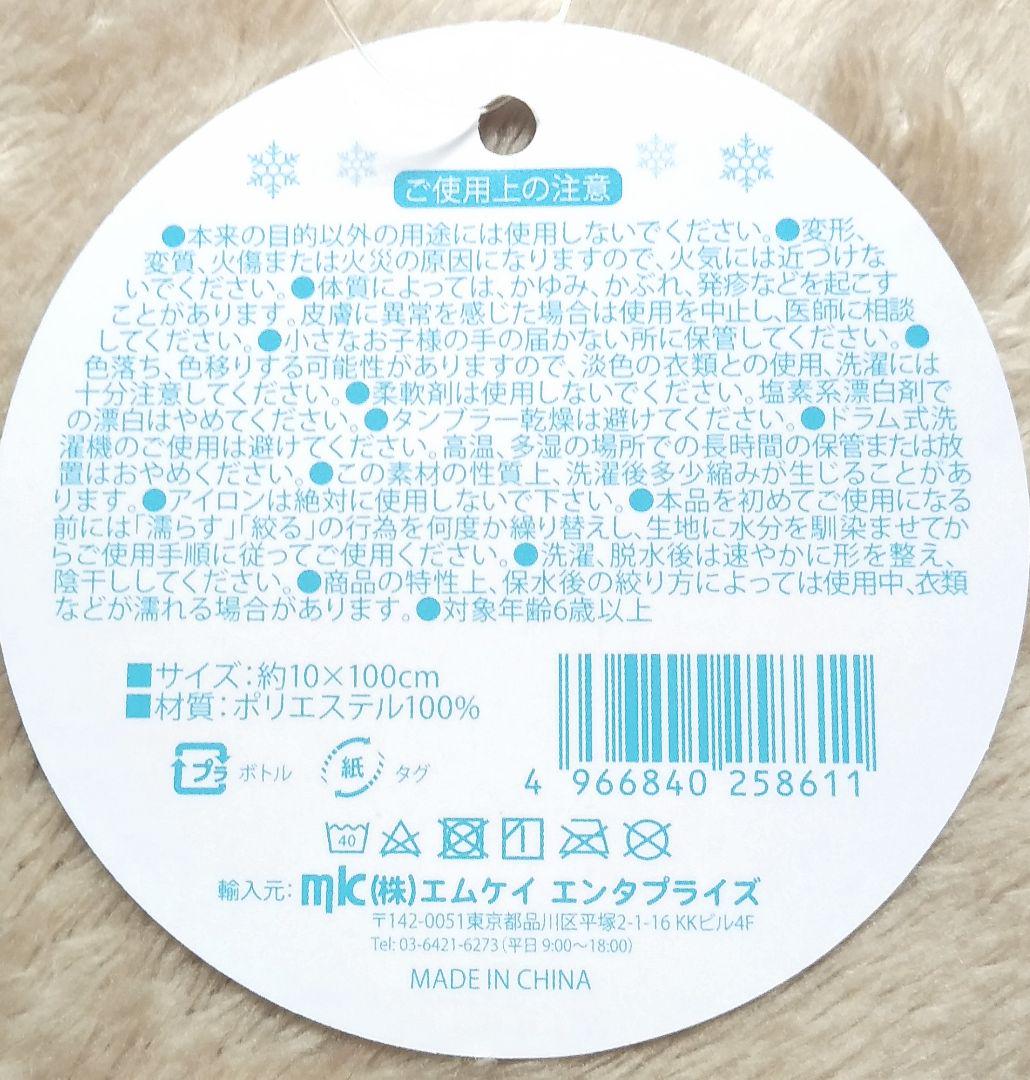 ご使用上の注意
●本来の目的以外の用途には使用しないでください。●変形、
変質、火傷または火災の原因になりますので、火気には近づけな
いでください。●体質によっては、かゆみ、かぶれ、発疹などを起こす
ことがあります。皮膚に異常を感じた場合は使用を中止し、医師に相談
してください。●小さなお子様の手の届かない所に保管してください。●
色落ち、色移りする可能性がありますので、淡色の衣類との使用、洗濯には
十分注意してください。●柔軟剤は使用しないでください。塩素系漂白剤で
の漂白はやめてください。●タンブラー乾燥は避けてください。●ドラム式洗
濯機のご使用は避けてください。高温、多湿の場所での長時間の保管または放
置はおやめください。●この素材の性質上、洗濯後多少縮みが生じることがあ
ります。●アイロンは絶対に使用しないで下さい。●本品を初めてご使用になる
前には「濡らす」「絞る」の行為を何度か繰り替えし、生地に水分を馴染ませてか
らご使用手順に従ってご使用ください。●洗濯、脱水後は速やかに形を整え、
陰干ししてください。●商品の特性上、保水後の絞り方によっては使用中、衣類
などが濡れる場合があります。●対象年齢6歳以上
■サイズ：約10×100cm
■材質：ポリエステル100%
プラ ボトル 紙 タグ
4 966840 258611
40
輸入元：mk(株)エムケイ エンタプライズ
〒142-0051東京都品川区平塚2-1-16 KKビル4F
Tel: 03-6421-6273（平日 9:00〜18:00）
MADE IN CHINA